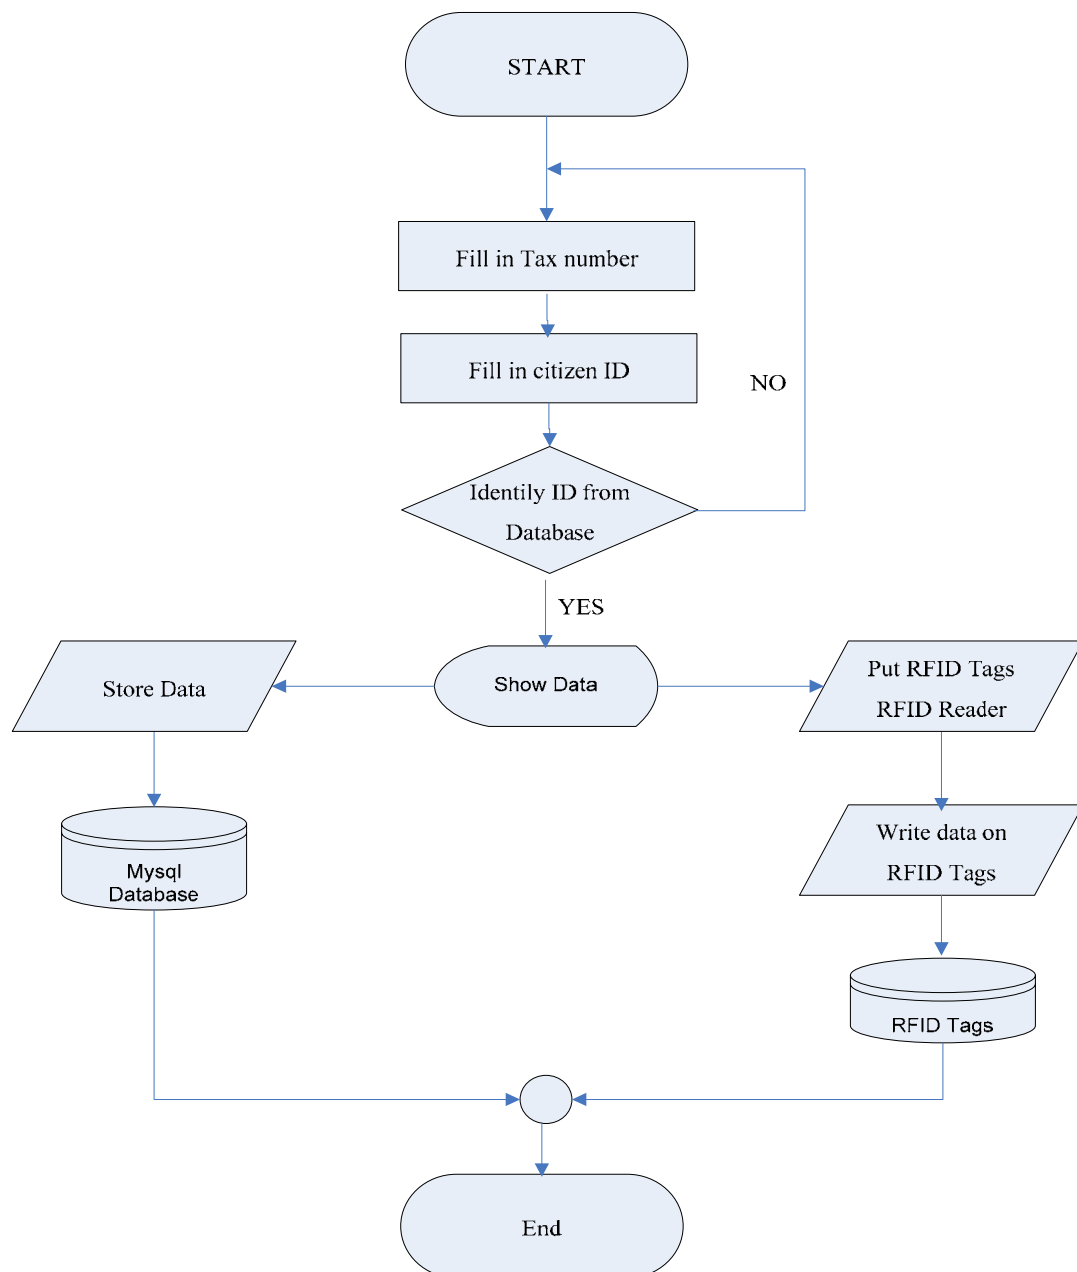 START
Fill in Tax number
Fill in citizen ID
NO
Identily ID from
Database
YES
Store Data
Show Data
Put RFID Tags
RFID Reader
Mysql
Database
Write data on
RFID Tags
RFID Tags
End